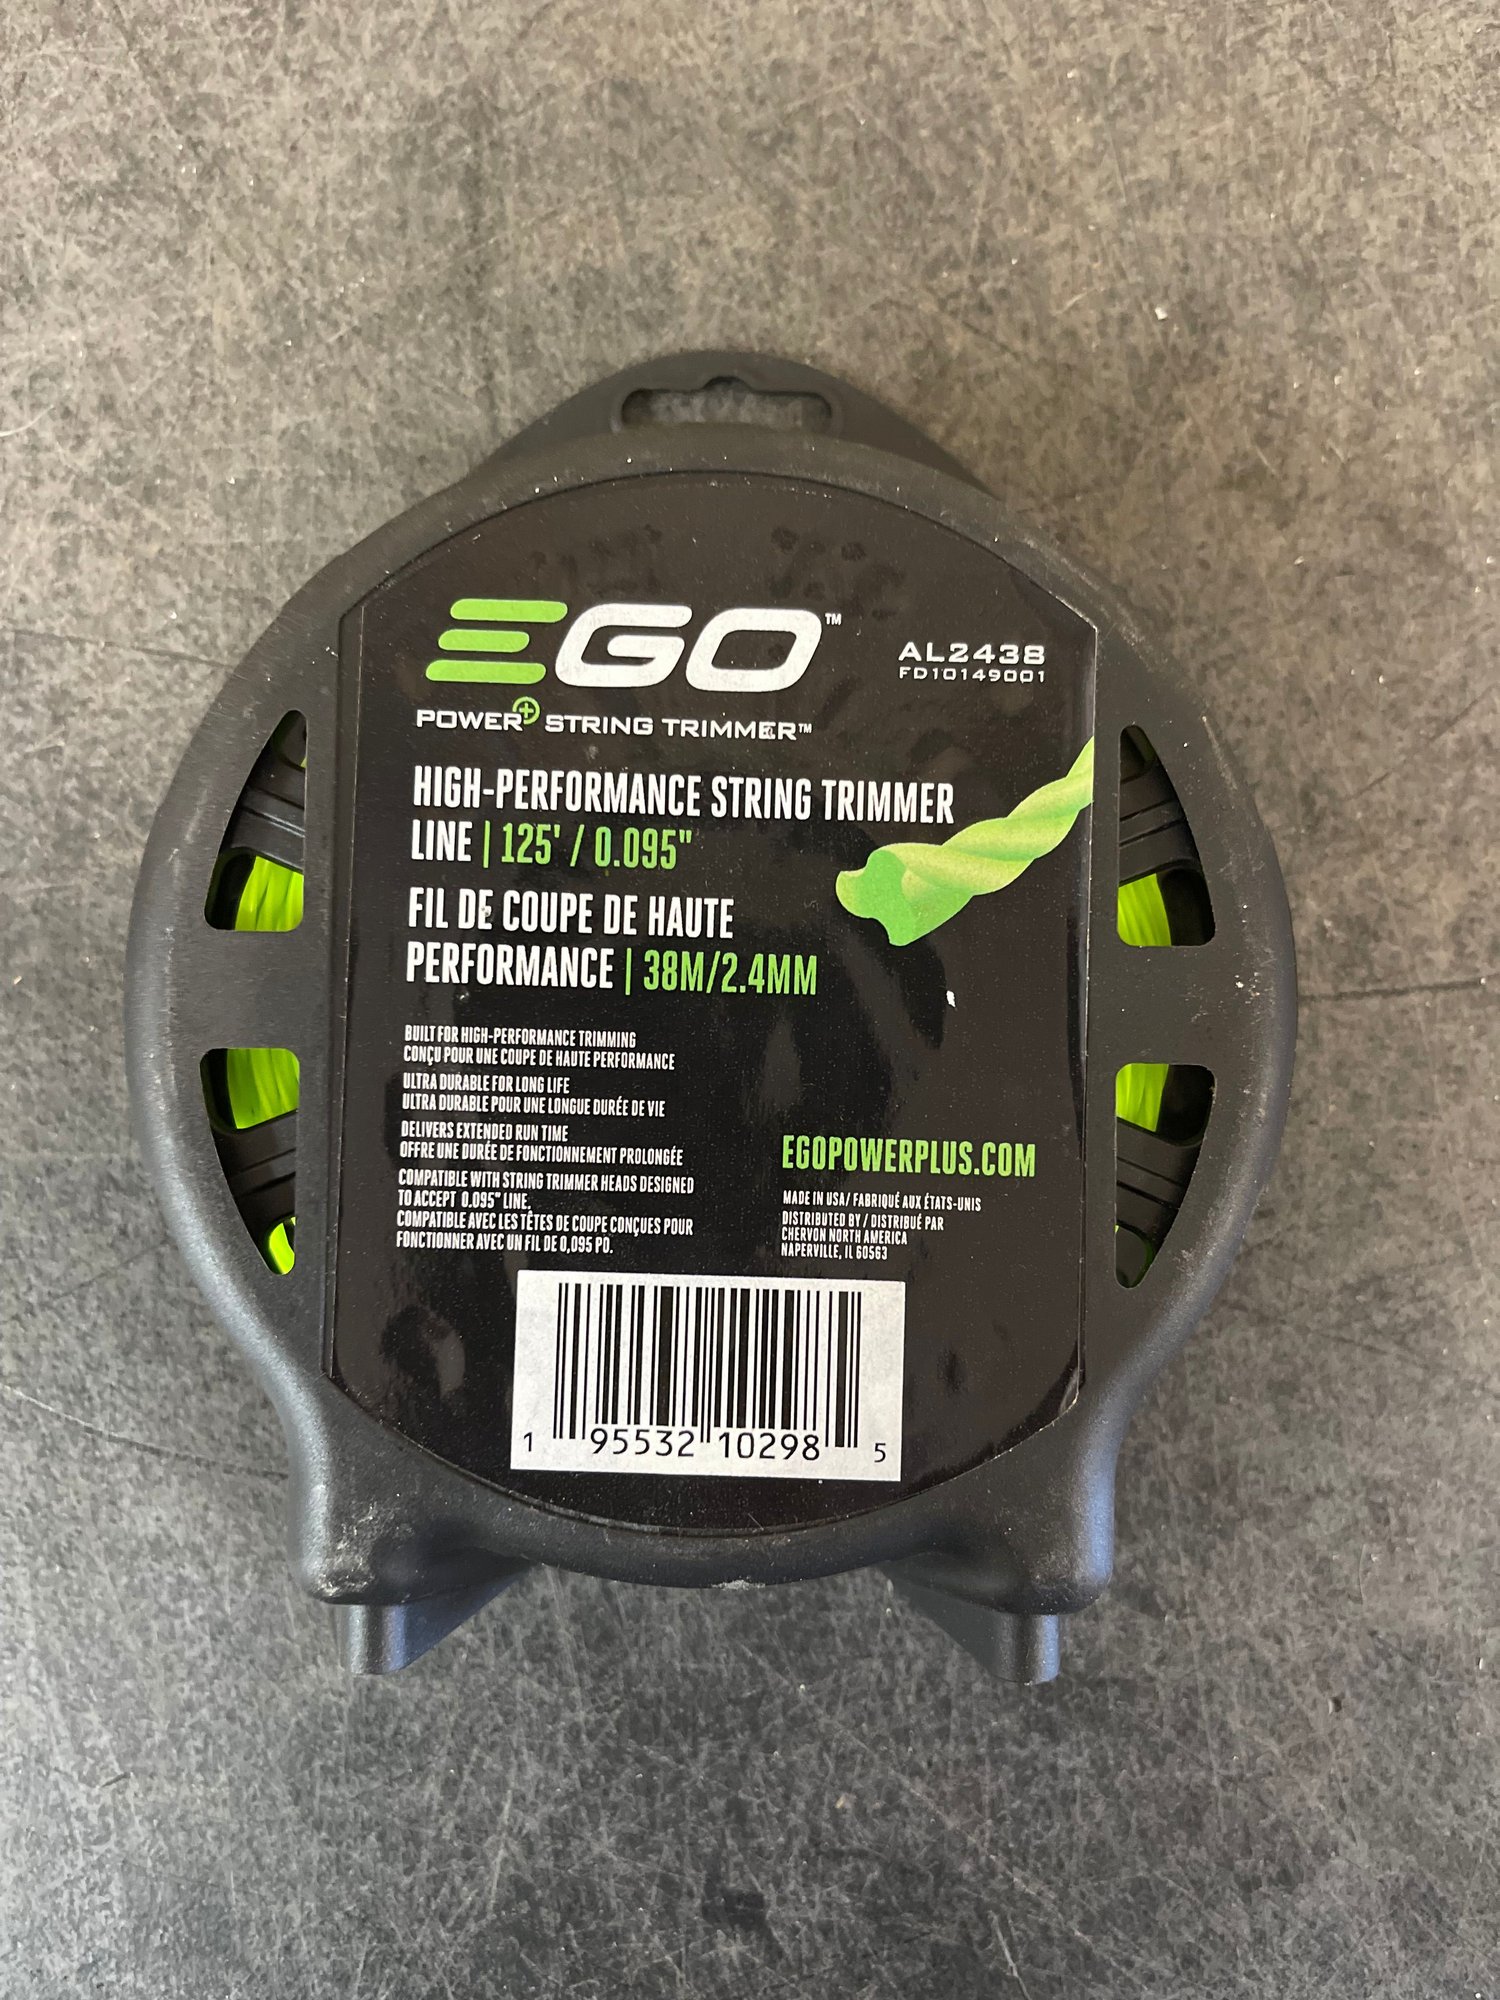 EGO™
AL2438
FD10149001
POWER+ STRING TRIMMER™
HIGH-PERFORMANCE STRING TRIMMER
LINE | 125' / 0.095"
FIL DE COUPE DE HAUTE
PERFORMANCE | 38M/2.4MM
BUILT FOR HIGH-PERFORMANCE TRIMMING
CONÇU POUR UNE COUPE DE HAUTE PERFORMANCE
ULTRA DURABLE FOR LONG LIFE
ULTRA DURABLE POUR UNE LONGUE DURÉE DE VIE
DELIVERS EXTENDED RUN TIME
OFFRE UNE DURÉE DE FONCTIONNEMENT PROLONGÉE
COMPATIBLE WITH STRING TRIMMER HEADS DESIGNED
TO ACCEPT 0.095" LINE.
COMPATIBLE AVEC LES TÊTES DE COUPE CONÇUES POUR
FONCTIONNER AVEC UN FIL DE 0,095 PO.
EGOPOWERPLUS.COM
MADE IN USA/ FABRIQUÉ AUX ÉTATS-UNIS
DISTRIBUTED BY / DISTRIBUÉ PAR
CHERVON NORTH AMERICA
NAPERVILLE, IL 60563
1 95532 10298 5